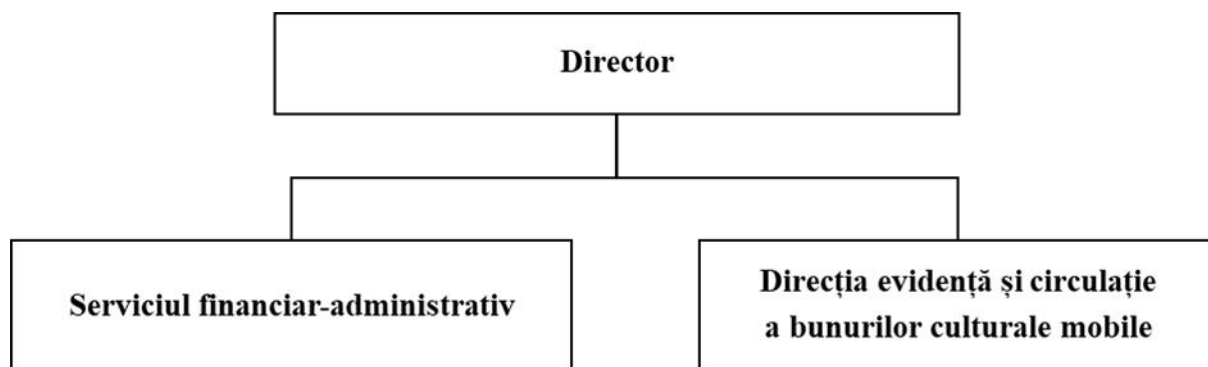 Director
Serviciul financiar-administrativ
Direcția evidență și circulație
a bunurilor culturale mobile